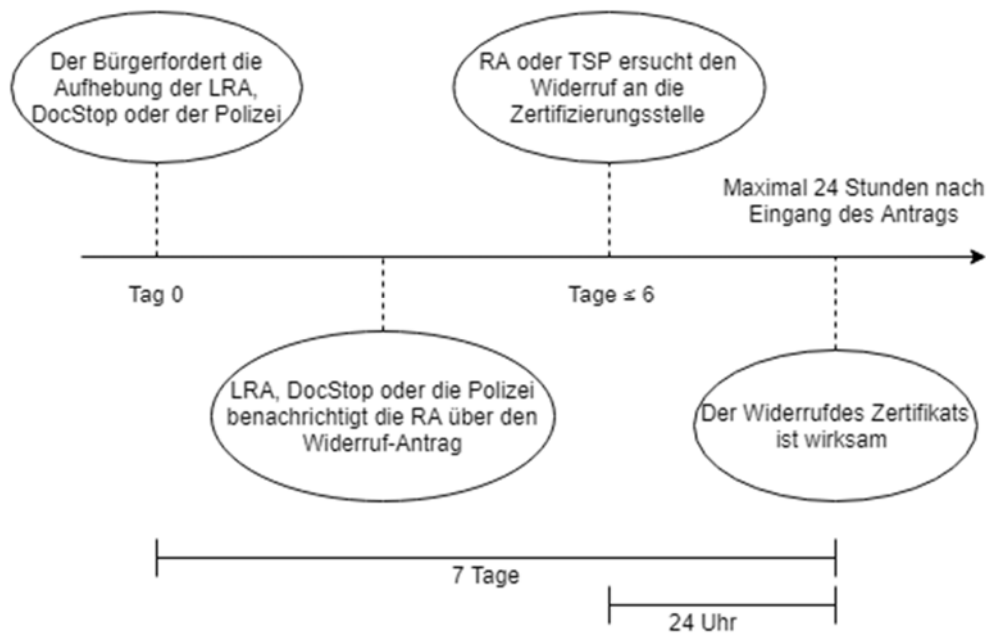 Der Bürgerfordert die
Aufhebung der LRA,
DocStop oder der Polizei
RA oder TSP ersucht den
Widerruf an die
Zertifizierungsstelle
Maximal 24 Stunden nach
Eingang des Antrags
Tag 0
Tage ≤ 6
LRA, DocStop oder die Polizei
benachrichtigt die RA über den
Widerruf-Antrag
Der Widerrufdes Zertifikats
ist wirksam
7 Tage
24 Uhr